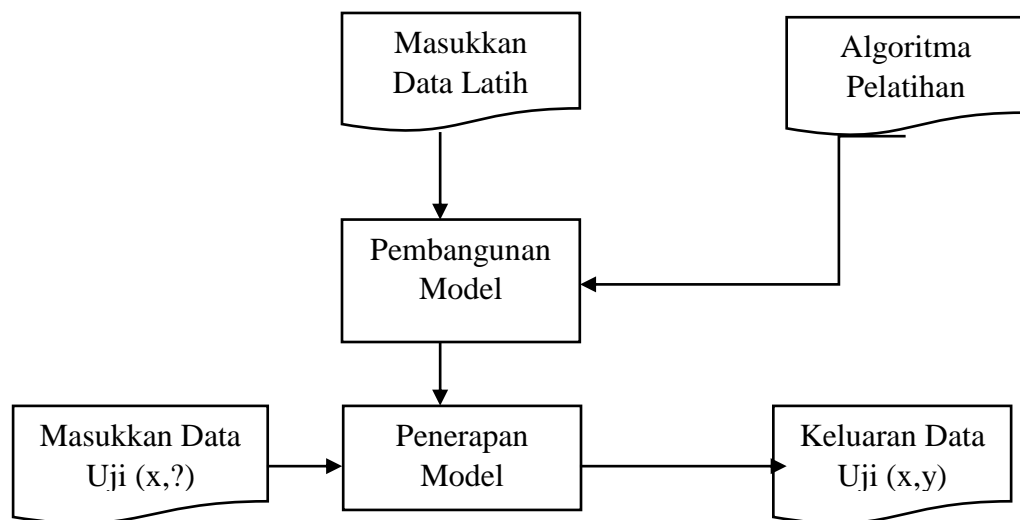 Masukkan
Data Latih
Algoritma
Pelatihan
Pembangunan
Model
Masukkan Data
Uji (x,?)
Penerapan
Model
Keluaran Data
Uji (x,y)